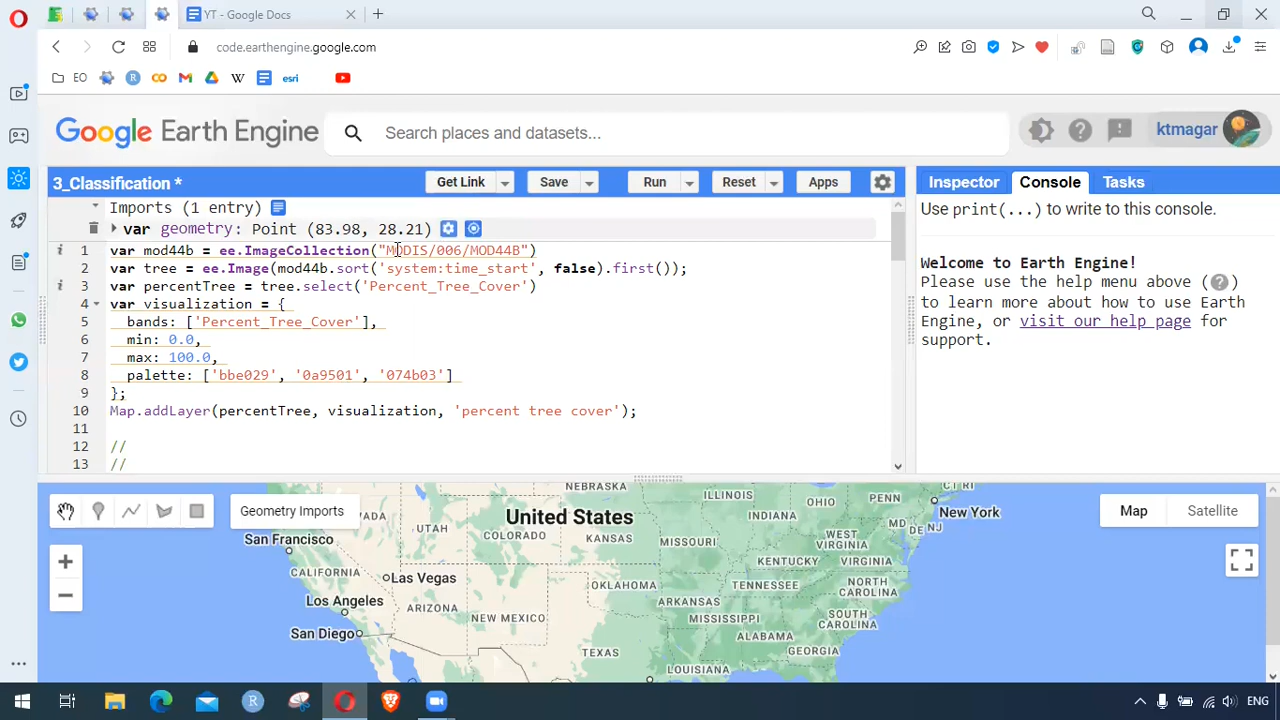 YT - Google Docs
code.earthengine.google.com
EO
esri
Google Earth Engine
Search places and datasets...
ktmagar
3_Classification *
Get Link
Save
Run
Reset
Apps
Inspector
Console
Tasks
Imports (1 entry)
var geometry: Point (83.98, 28.21)
1 var mod44b = ee.ImageCollection("MODIS/006/MOD44B")
2 var tree = ee.Image(mod44b.sort('system:time_start', false).first());
3 var percentTree = tree.select('Percent_Tree_Cover')
4 var visualization = {
5 bands: ['Percent_Tree_Cover'],
6 min: 0.0,
7 max: 100.0,
8 palette: ['bbe029', '0a9501', '074b03']
9 };
10 Map.addLayer(percentTree, visualization, 'percent tree cover');
11
12 //
13 //
Use print(...) to write to this console.
Welcome to Earth Engine!
Please use the help menu above (?)
to learn more about how to use Earth
Engine, or visit our help page for
support.
Geometry Imports
Map
Satellite
NEBRASKA
ILLINOIS
OHIO
PENN
CT RI
New York
VADA
UTAH
United States
INDIANA
MD
DE
NJ
San Francisco
COLORADO
KANSAS
MISSOURI
WEST
VIRGINIA
VIRGINIA
CALIFORNIA
Las Vegas
KENTUCKY
OKLAHOMA
TENNESSEE
NORTH
CAROLINA
Los Angeles
ARIZONA
NEW MEXICO
ARKANSAS
MISSISSIPPI
SOUTH
CAROLINA
San Diego
ALABAMA
TEXAS
GEORGIA
LOUISIANA
ENG